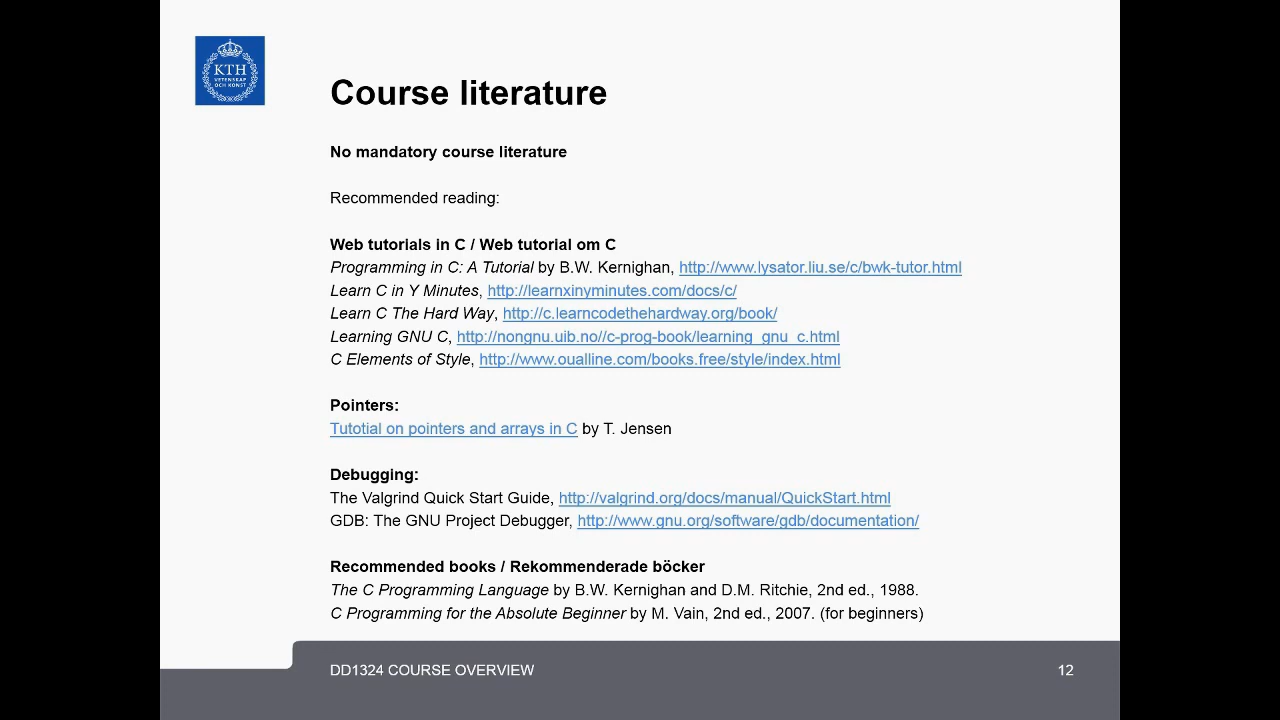 KTH
VETENSKAP
OCH KONST
Course literature
No mandatory course literature
Recommended reading:
Web tutorials in C / Web tutorial om C
Programming in C: A Tutorial by B.W. Kernighan, http://www.lysator.liu.se/c/bwk-tutor.html
Learn C in Y Minutes, http://learnxinyminutes.com/docs/c/
Learn C The Hard Way, http://c.learncodethehardway.org/book/
Learning GNU C, http://nongnu.uib.no//c-prog-book/learning_gnu_c.html
C Elements of Style, http://www.oualline.com/books.free/style/index.html
Pointers:
Tutotial on pointers and arrays in C by T. Jensen
Debugging:
The Valgrind Quick Start Guide, http://valgrind.org/docs/manual/QuickStart.html
GDB: The GNU Project Debugger, http://www.gnu.org/software/gdb/documentation/
Recommended books / Rekommenderade böcker
The C Programming Language by B.W. Kernighan and D.M. Ritchie, 2nd ed., 1988.
C Programming for the Absolute Beginner by M. Vain, 2nd ed., 2007. (for beginners)
DD1324 COURSE OVERVIEW
12